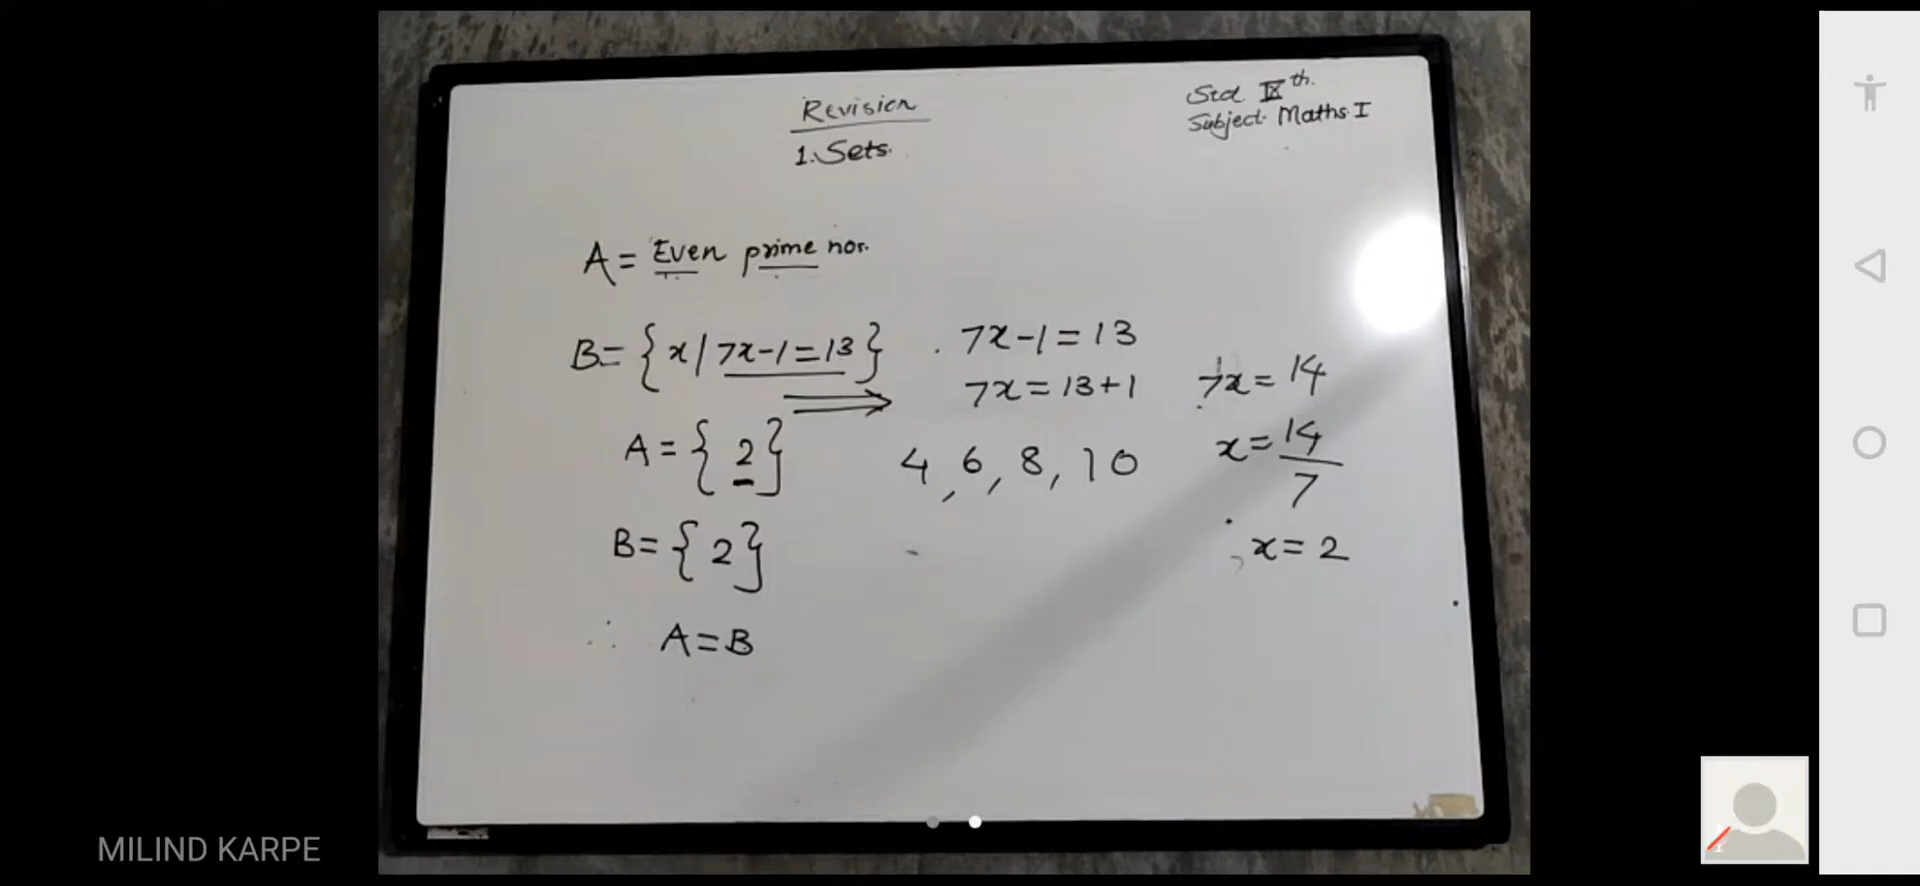 Revision
1. Sets.
Std IXth.
Subject. Maths. I
A = Even prime nos.
B = { x / 7x-1 = 13 }
7x-1 = 13
7x = 13+1
7x = 14
x = 14
7
x = 2
A = { 2 }
4, 6, 8, 10
B = { 2 }
∴ A = B
MILIND KARPE